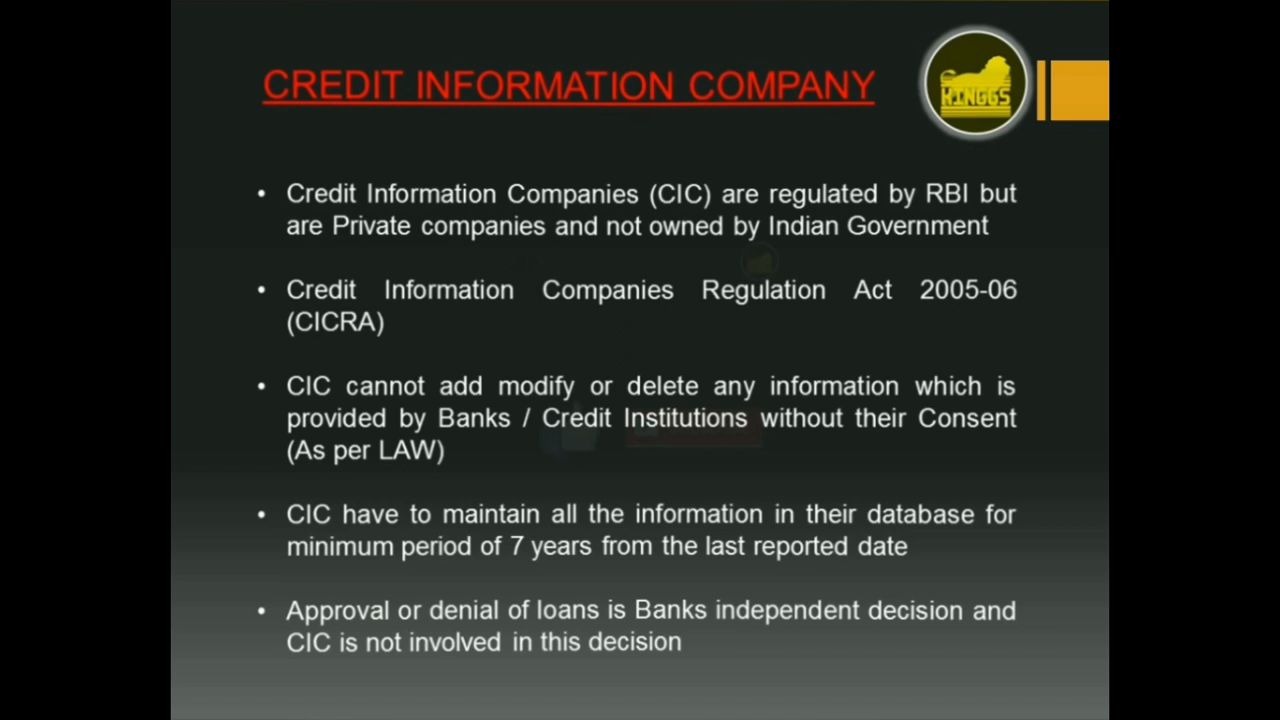 CREDIT INFORMATION COMPANY
KINGGS
• Credit Information Companies (CIC) are regulated by RBI but
are Private companies and not owned by Indian Government
• Credit Information Companies Regulation Act 2005-06
(CICRA)
• CIC cannot add modify or delete any information which is
provided by Banks / Credit Institutions without their Consent
(As per LAW)
• CIC have to maintain all the information in their database for
minimum period of 7 years from the last reported date
• Approval or denial of loans is Banks independent decision and
CIC is not involved in this decision